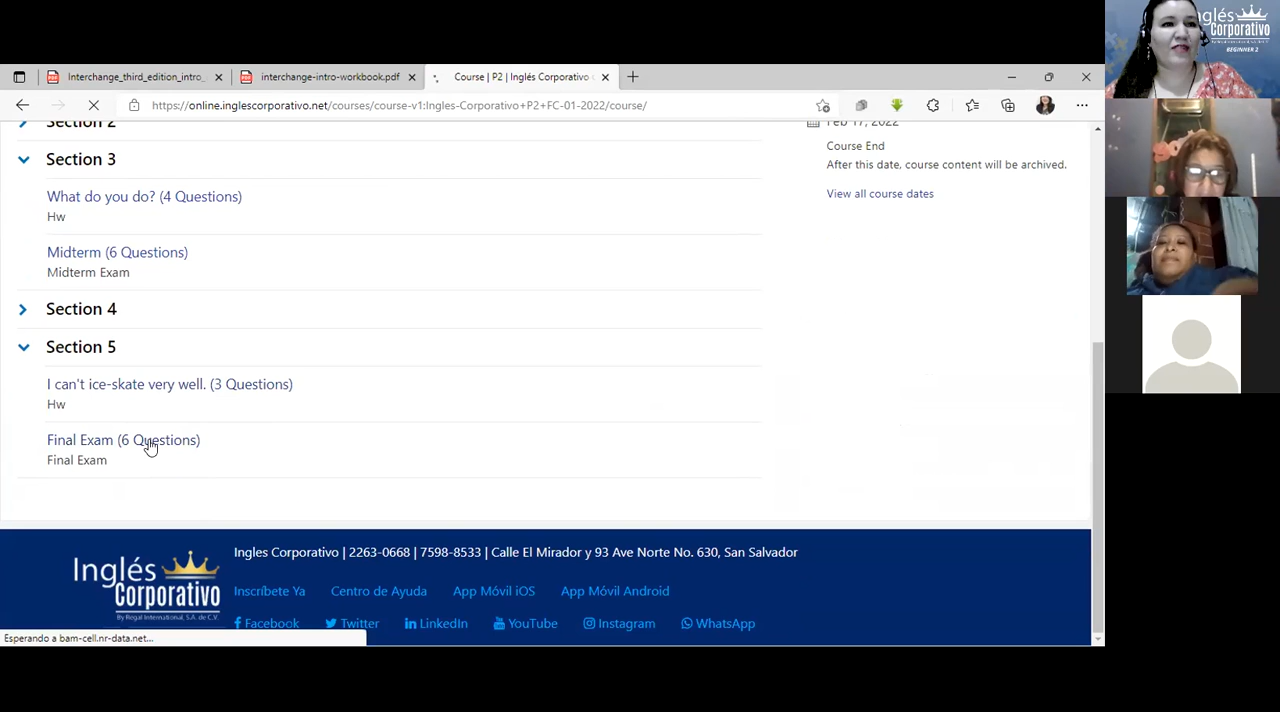 Inglés
Corporativo
BEGINNER 2
Interchange_third_edition_intro_
interchange-intro-workbook.pdf
Course | P2 | Inglés Corporativo
https://online.inglescorporativo.net/courses/course-v1:Ingles-Corporativo+P2+FC-01-2022/course/
Section 2
Feb 17, 2022
Section 3
Course End
After this date, course content will be archived.
What do you do? (4 Questions)
View all course dates
Hw
Midterm (6 Questions)
Midterm Exam
Section 4
Section 5
I can't ice-skate very well. (3 Questions)
Hw
Final Exam (6 Questions)
Final Exam
Inglés
Corporativo
By Regal International, S.A. de C.V.
Ingles Corporativo | 2263-0668 | 7598-8533 | Calle El Mirador y 93 Ave Norte No. 630, San Salvador
Inscríbete Ya Centro de Ayuda App Móvil iOS App Móvil Android
Facebook Twitter LinkedIn YouTube Instagram WhatsApp
Esperando a bam-cell.nr-data.net...